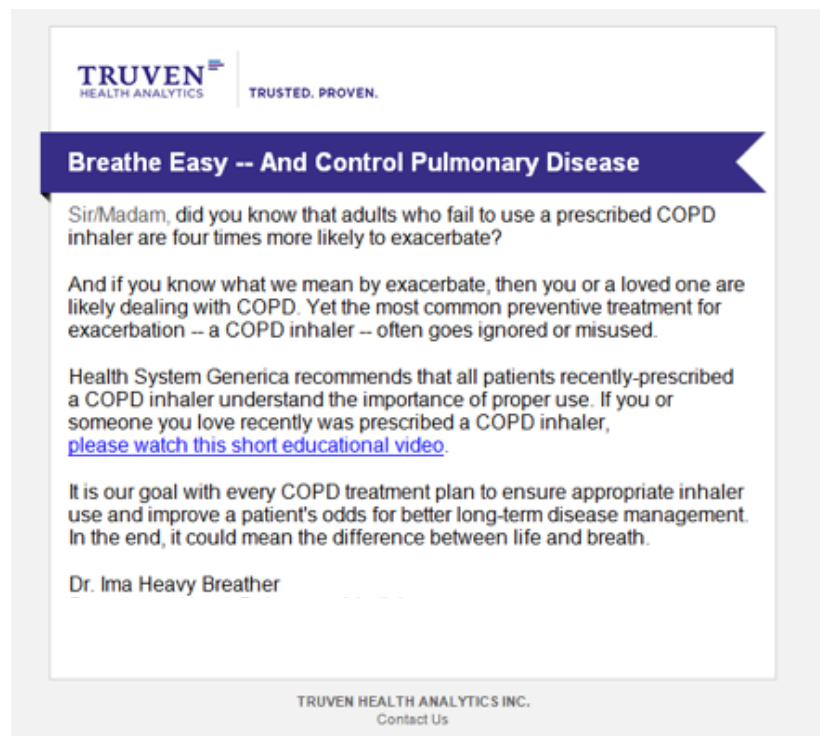 TRUVEN
HEALTH ANALYTICS
TRUSTED. PROVEN.
Breathe Easy -- And Control Pulmonary Disease
Sir/Madam, did you know that adults who fail to use a prescribed COPD
inhaler are four times more likely to exacerbate?
And if you know what we mean by exacerbate, then you or a loved one are
likely dealing with COPD. Yet the most common preventive treatment for
exacerbation -- a COPD inhaler -- often goes ignored or misused.
Health System Generica recommends that all patients recently-prescribed
a COPD inhaler understand the importance of proper use. If you or
someone you love recently was prescribed a COPD inhaler,
please watch this short educational video.
It is our goal with every COPD treatment plan to ensure appropriate inhaler
use and improve a patient's odds for better long-term disease management.
In the end, it could mean the difference between life and breath.
Dr. Ima Heavy Breather
TRUVEN HEALTH ANALYTICS INC.
Contact Us